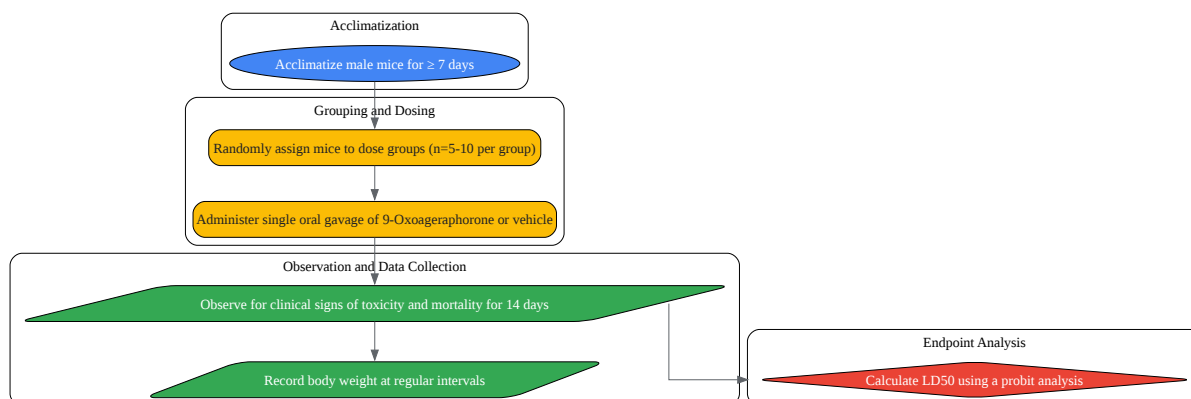 Acclimatization
Acclimatize male mice for ≥ 7 days
Grouping and Dosing
Randomly assign mice to dose groups (n=5-10 per group)
Administer single oral gavage of 9-Oxoageraphorone or vehicle
Observation and Data Collection
Observe for clinical signs of toxicity and mortality for 14 days
Record body weight at regular intervals
Endpoint Analysis
Calculate LD50 using a probit analysis